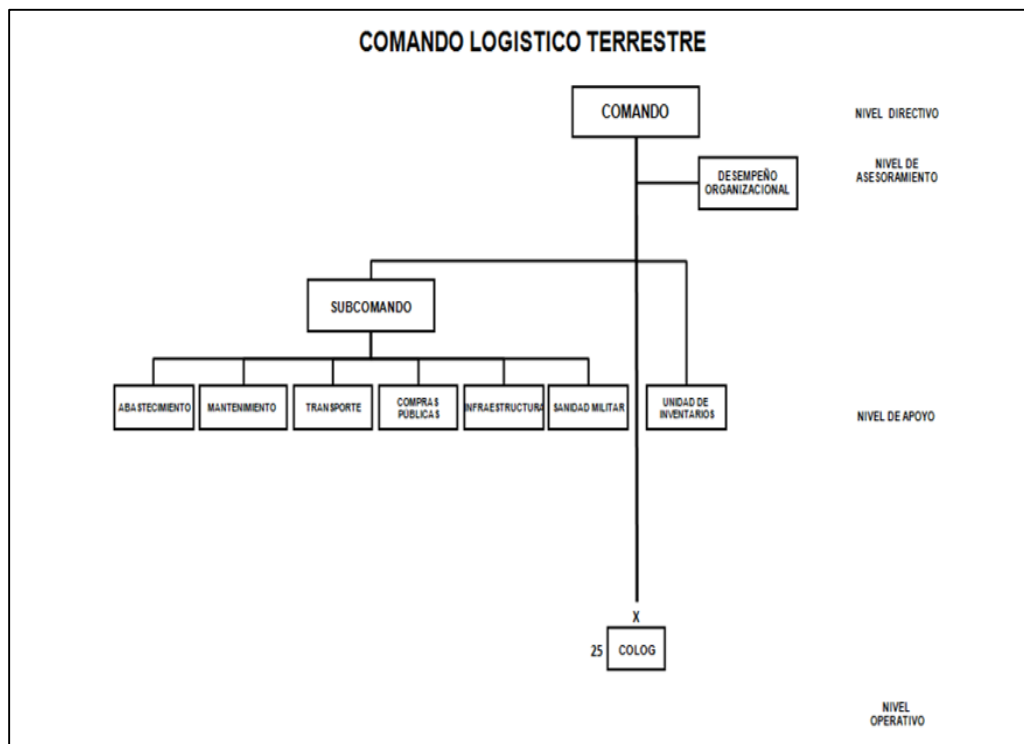 COMANDO LOGISTICO TERRESTRE
COMANDO
NIVEL DIRECTIVO
DESEMPEÑO
ORGANIZACIONAL
NIVEL DE
ASESORAMIENTO
SUBCOMANDO
ABASTECIMIENTO
MANTENIMIENTO
TRANSPORTE
COMPRAS
PÚBLICAS
INFRAESTRUCTURA
SANIDAD MILITAR
UNIDAD DE
INVENTARIOS
NIVEL DE APOYO
X
25
COLOG
NIVEL
OPERATIVO